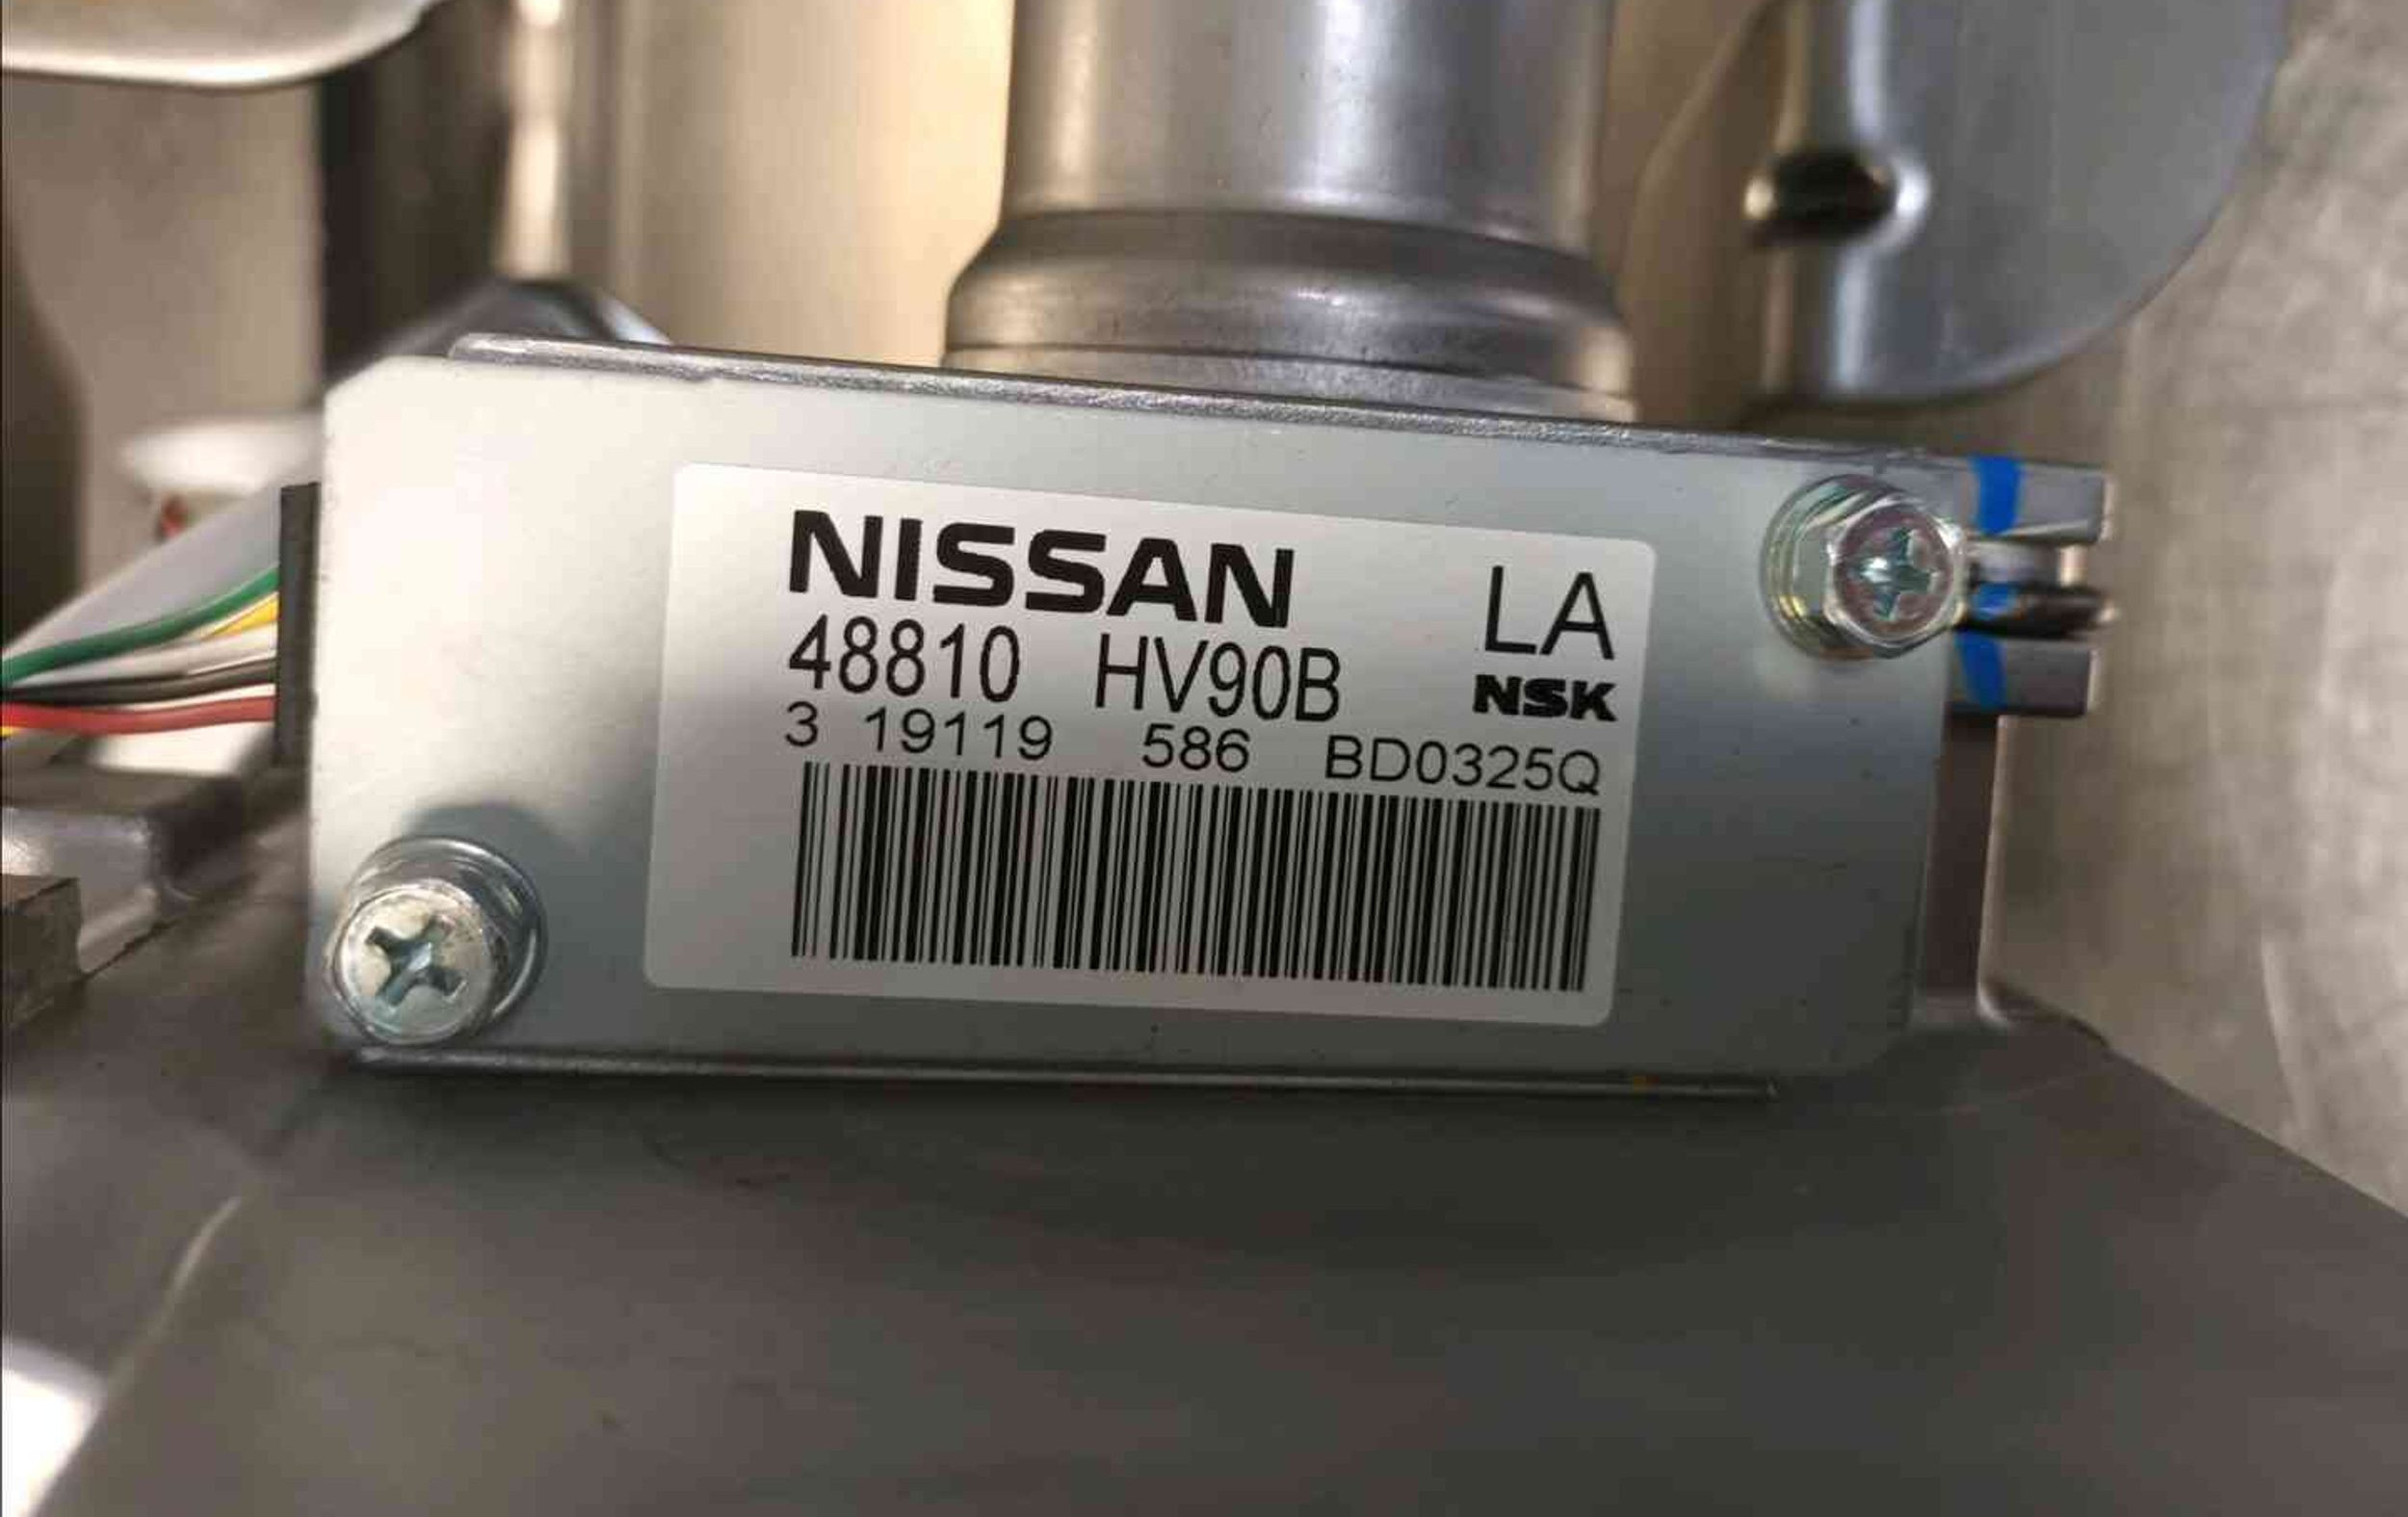 NISSAN LA
48810 HV90B NSK
3 19119 586 BD0325Q